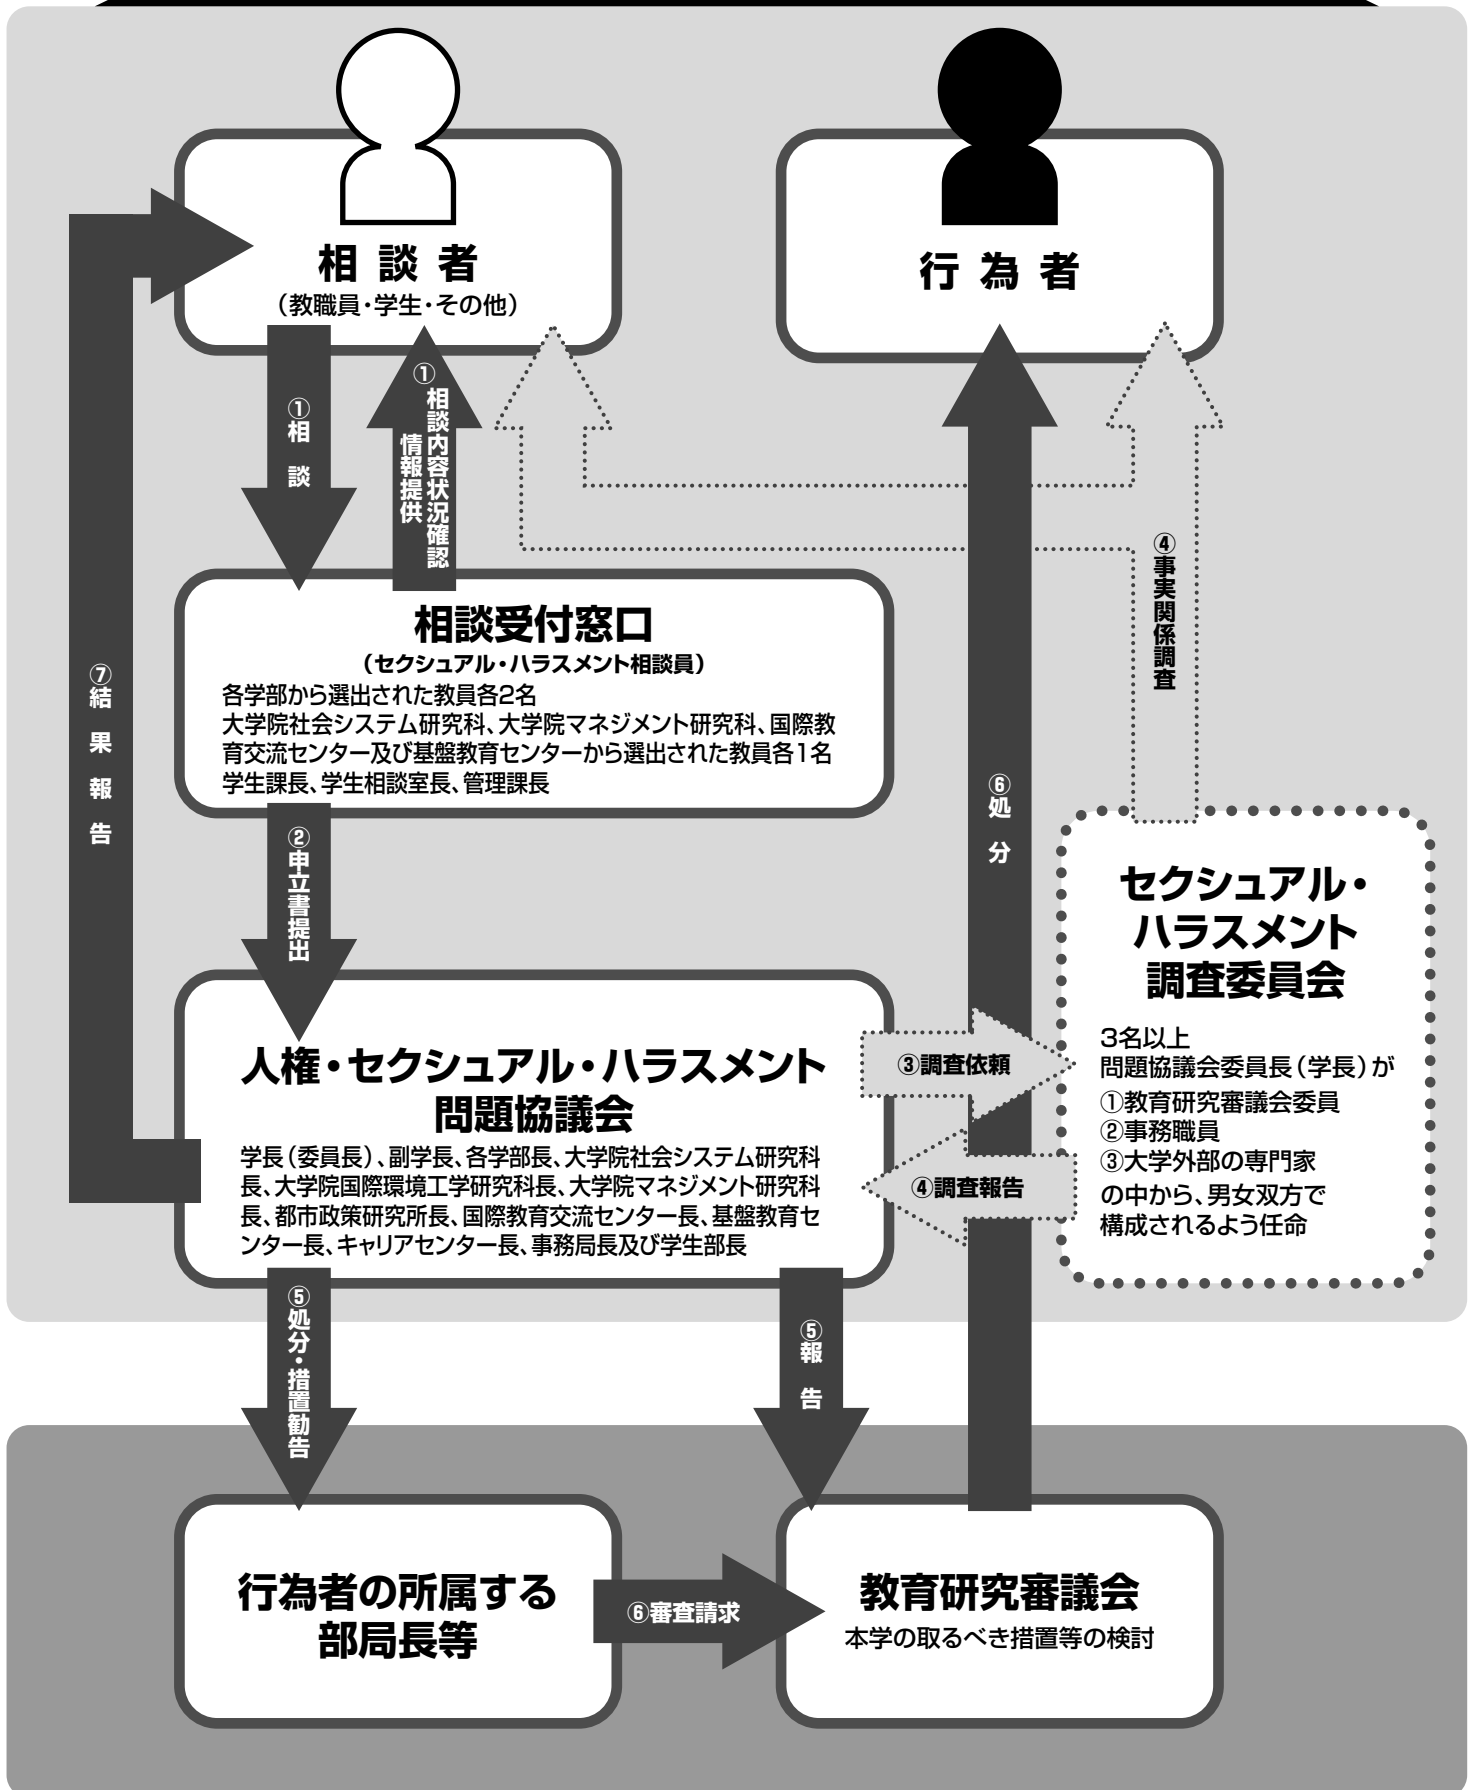 相談者
（教職員・学生・その他）
行為者
①相談
①相談内容状況確認
情報提供
④事実関係調査
相談受付窓口
（セクシュアル・ハラスメント相談員）
各学部から選出された教員各2名
大学院社会システム研究科、大学院マネジメント研究科、国際教
育交流センター及び基盤教育センターから選出された教員各1名
学生課長、学生相談室長、管理課長
⑦結果報告
⑥処分
②申立書提出
セクシュアル・
ハラスメント
調査委員会
3名以上
問題協議会委員長（学長）が
①教育研究審議会委員
②事務職員
③大学外部の専門家
の中から、男女双方で
構成されるよう任命
③調査依頼
④調査報告
人権・セクシュアル・ハラスメント
問題協議会
学長（委員長）、副学長、各学部長、大学院社会システム研究科
長、大学院国際環境工学研究科長、大学院マネジメント研究科
長、都市政策研究所長、国際教育交流センター長、基盤教育セ
ンター長、キャリアセンター長、事務局長及び学生部長
⑤処分・措置勧告
⑤報告
行為者の所属する
部局長等
⑥審査請求
教育研究審議会
本学の取るべき措置等の検討